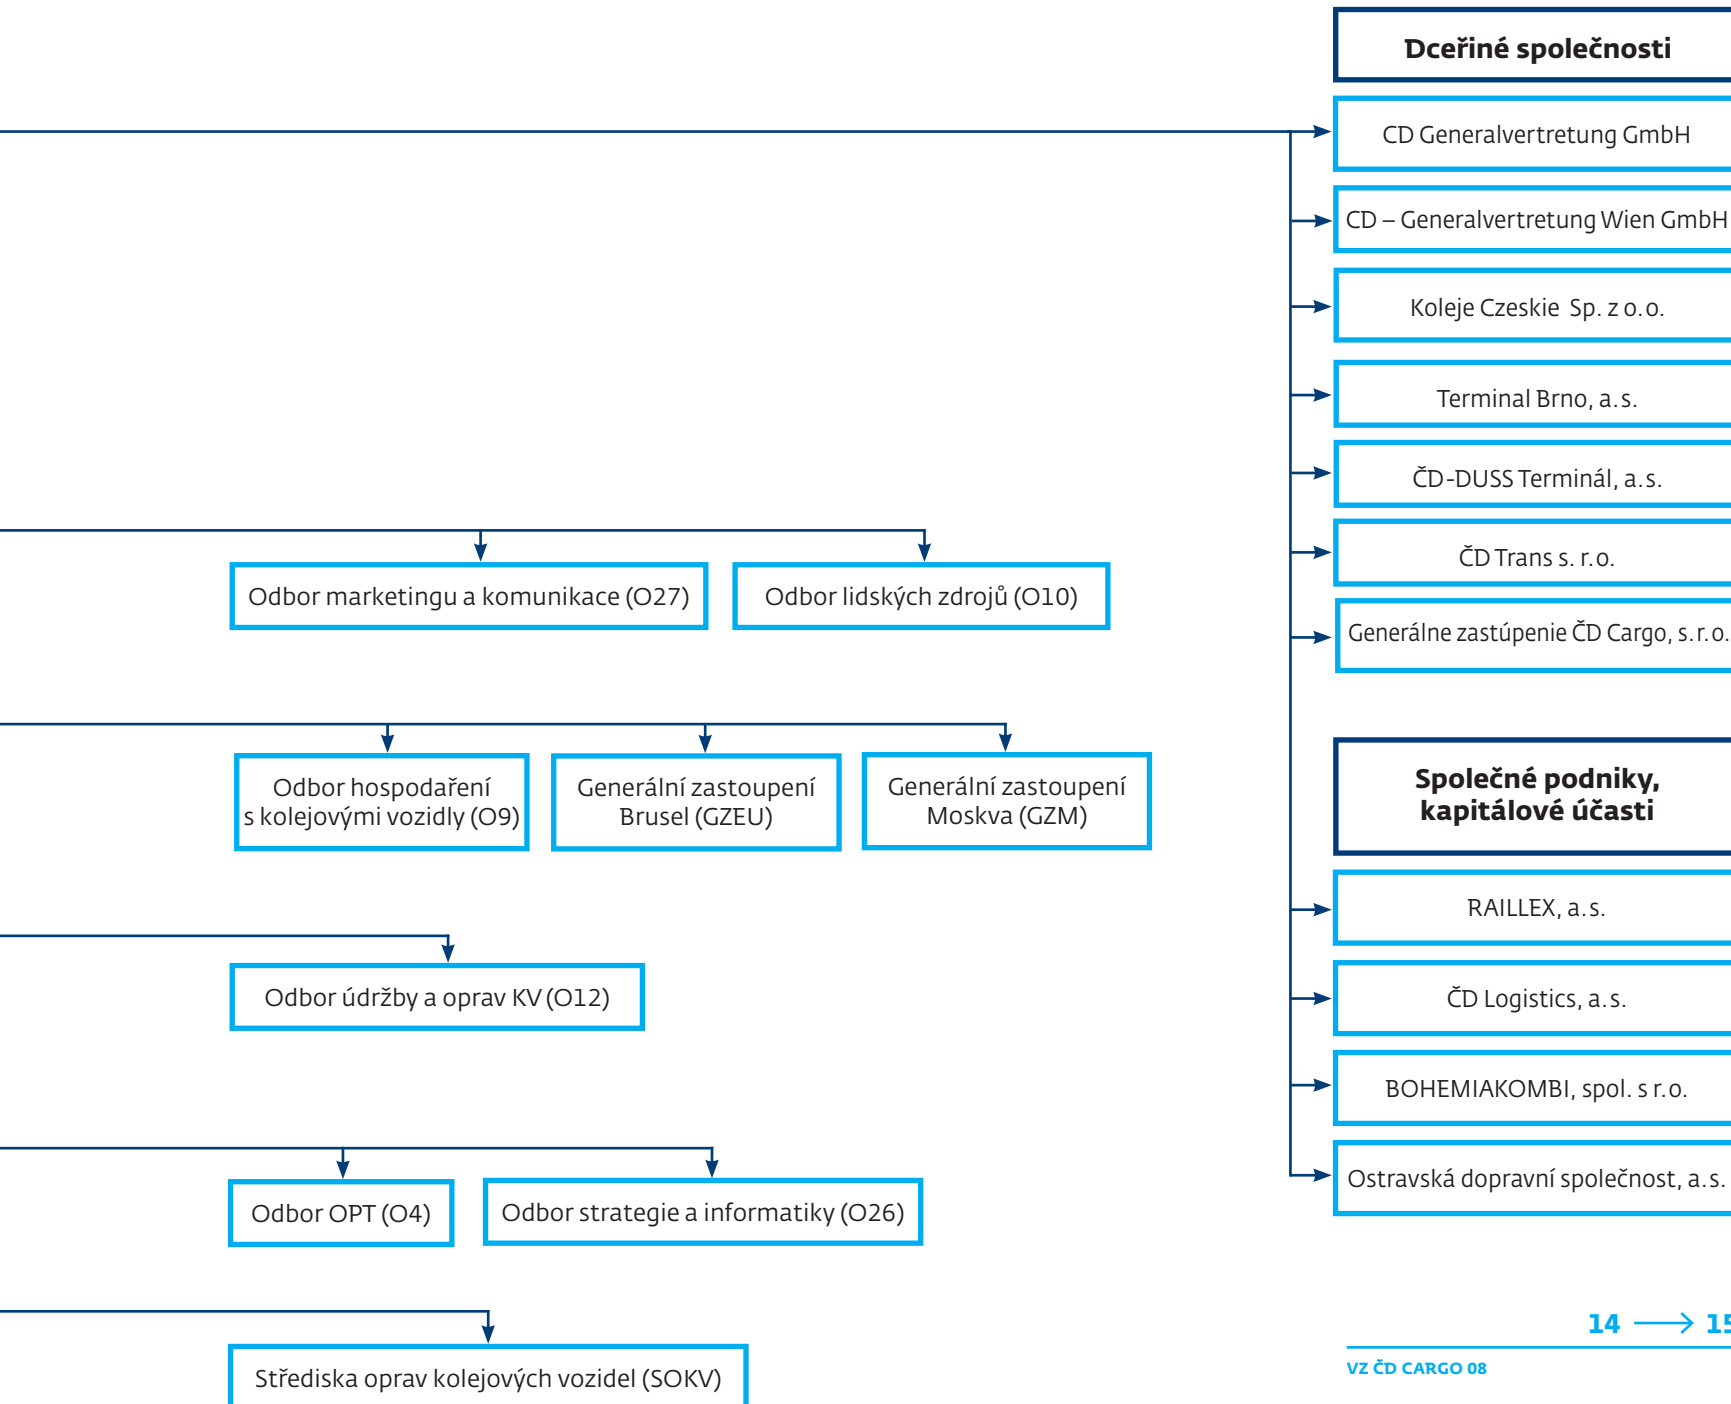 Dceřiné společnosti
CD Generalvertretung GmbH
CD – Generalvertretung Wien GmbH
Koleje Czeskie Sp. z o.o.
Terminal Brno, a.s.
ČD-DUSS Terminál, a.s.
ČD Trans s. r.o.
Odbor marketingu a komunikace (O27)
Odbor lidských zdrojů (O10)
Generálne zastúpenie ČD Cargo, s.r.o.
Odbor hospodaření
s kolejovými vozidly (O9)
Generální zastoupení
Brusel (GZEU)
Generální zastoupení
Moskva (GZM)
Společné podniky,
kapitálové účasti
RAILLEX, a.s.
Odbor údržby a oprav KV (O12)
ČD Logistics, a.s.
BOHEMIAKOMBI, spol. s r.o.
Ostravská dopravní společnost, a.s.
Odbor OPT (O4)
Odbor strategie a informatiky (O26)
Střediska oprav kolejových vozidel (SOKV)
14 → 15
VZ ČD CARGO 08